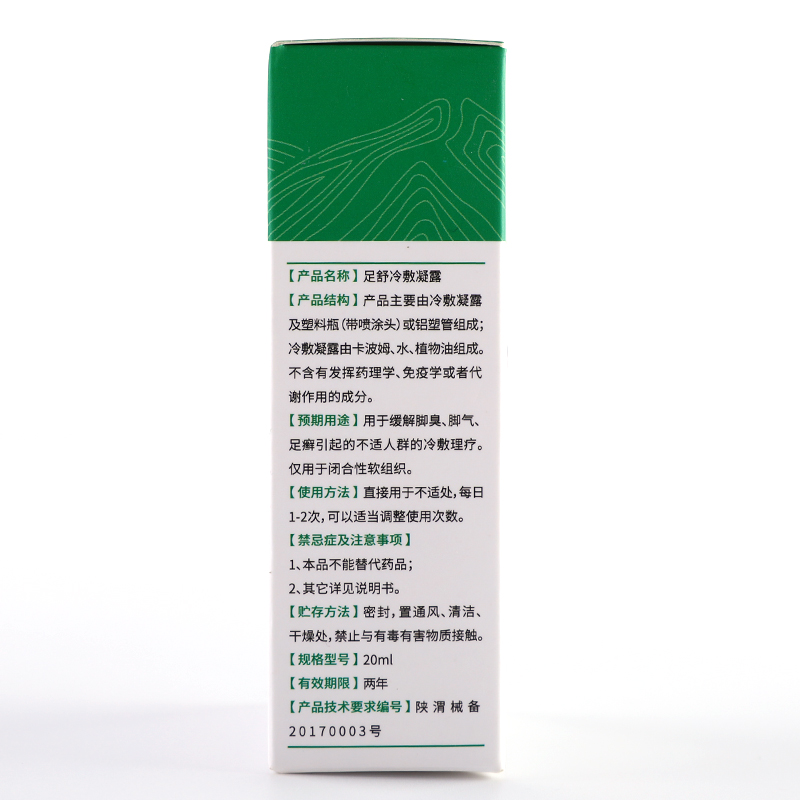 【产品名称】足舒冷敷凝露
【产品结构】产品主要由冷敷凝露
及塑料瓶(带喷涂头)或铝塑管组成;
冷敷凝露由卡波姆、水、植物油组成。
不含有发挥药理学、免疫学或者代
谢作用的成分。
【预期用途】用于缓解脚臭、脚气、
足癣引起的不适人群的冷敷理疗。
仅用于闭合性软组织。
【使用方法】直接用于不适处,每日
1-2次,可以适当调整使用次数。
【禁忌症及注意事项】
1、本品不能替代药品;
2、其它详见说明书。
【贮存方法】密封,置通风、清洁、
干燥处,禁止与有毒有害物质接触。
【规格型号】20ml
【有效期限】两年
【产品技术要求编号】陕渭械备
20170003号